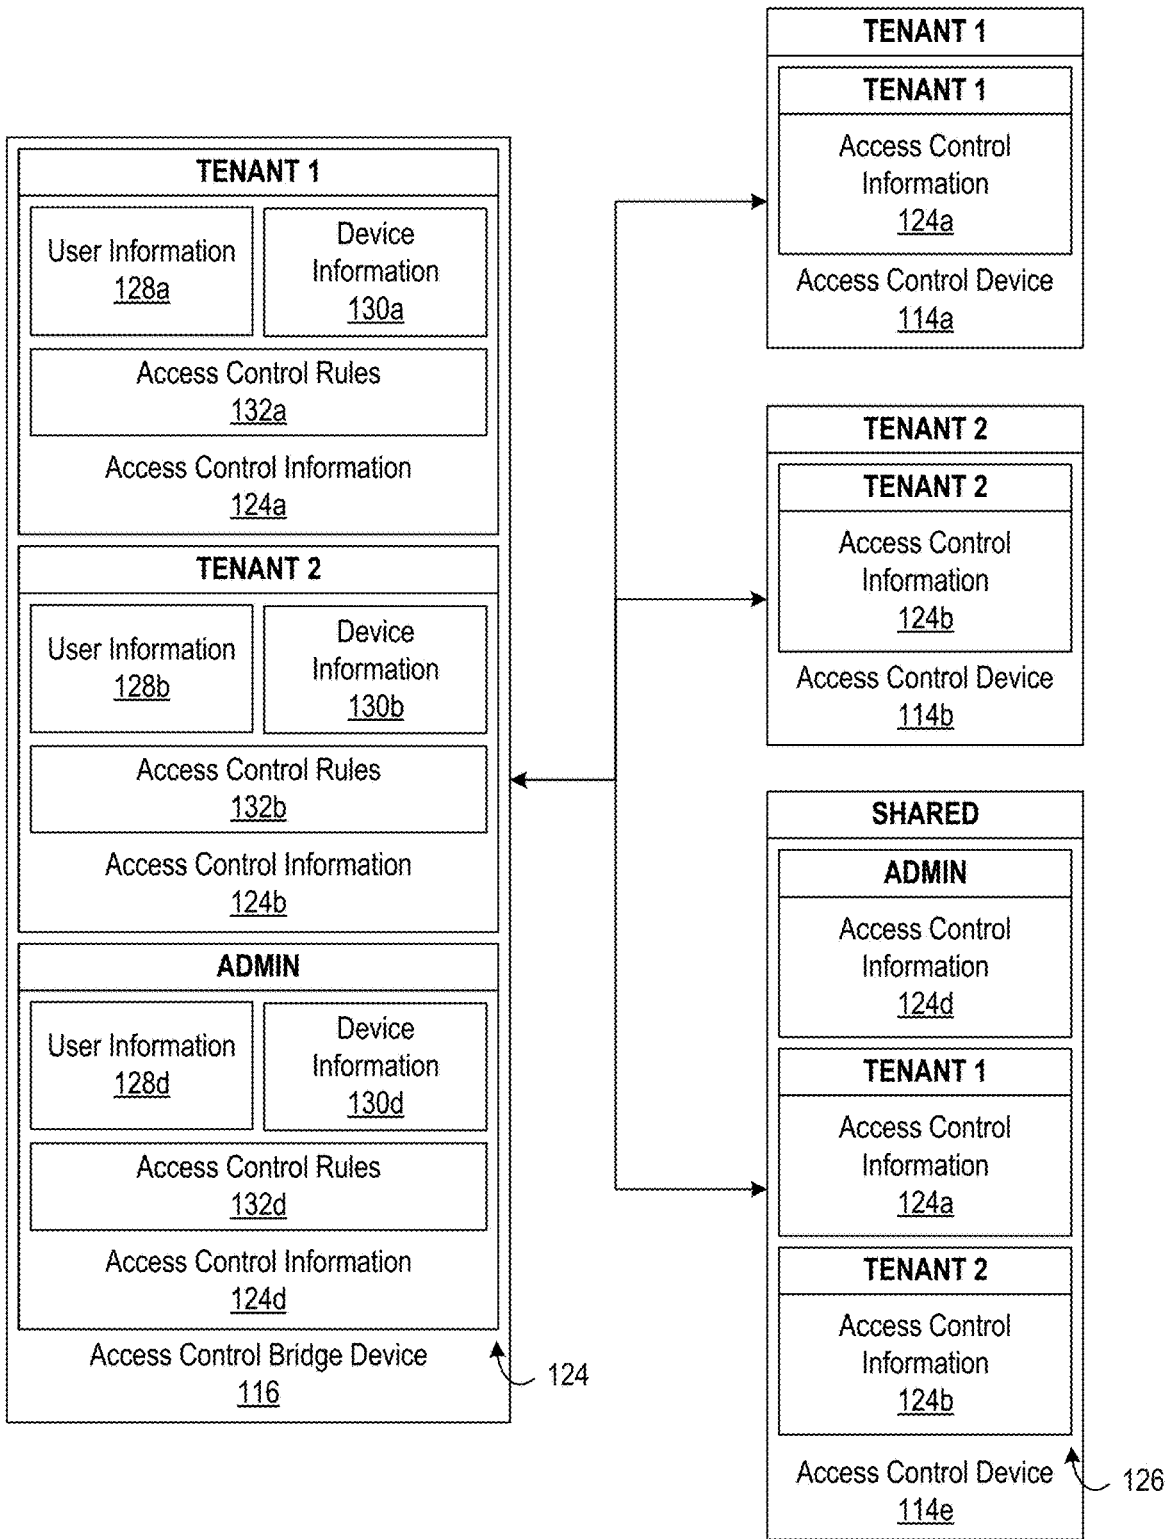 TENANT 1
User Information
128a
Device
Information
130a
Access Control Rules
132a
Access Control Information
124a
TENANT 2
User Information
128b
Device
Information
130b
Access Control Rules
132b
Access Control Information
124b
ADMIN
User Information
128d
Device
Information
130d
Access Control Rules
132d
Access Control Information
124d
Access Control Bridge Device
116
124
TENANT 1
TENANT 1
Access Control
Information
124a
Access Control Device
114a
TENANT 2
TENANT 2
Access Control
Information
124b
Access Control Device
114b
SHARED
ADMIN
Access Control
Information
124d
TENANT 1
Access Control
Information
124a
TENANT 2
Access Control
Information
124b
Access Control Device
114e
126